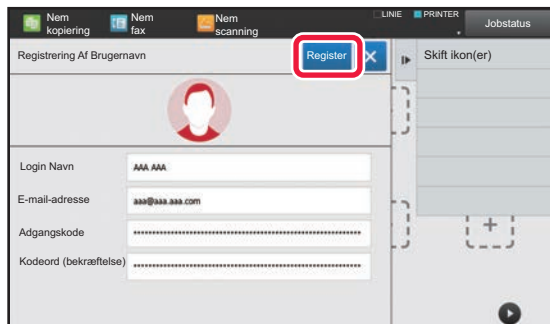 Nem kopiering
Nem fax
Nem scanning
LINIE
PRINTER
Jobstatus
Registrering Af Brugernavn
Register
Skift ikon(er)
Login Navn
AAA AAA
E-mail-adresse
aaa@aaa.aaa.com
Adgangskode
Kodeord (bekræftelse)